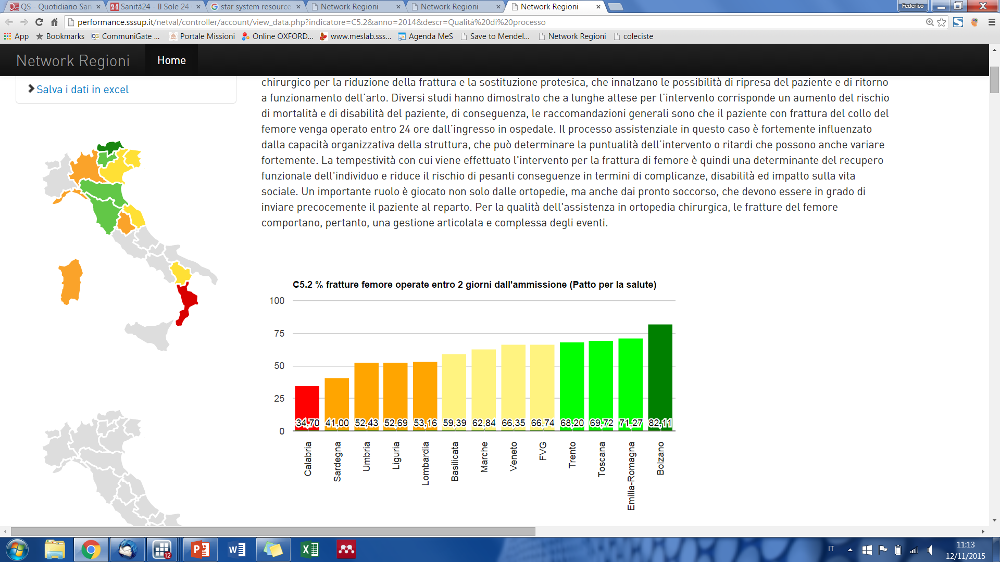 QS - Quotidiano San
Sanità24 - Il Sole 24
star system resource
Network Regioni
Network Regioni
Network Regioni
Federico
performance.sssup.it/netval/controller/account/view_data.php?indicatore=C5.2&anno=2014&descr=Qualità%20di%20processo
App
Bookmarks
CommuniGate ...
Portale Missioni
Online OXFORD...
www.meslab.sss...
Agenda MeS
Save to Mendel...
Network Regioni
coleciste
Network Regioni
Home
Salva i dati in excel
chirurgico per la riduzione della frattura e la sostituzione protesica, che innalzano le possibilità di ripresa del paziente e di ritorno
a funzionamento dell'arto. Diversi studi hanno dimostrato che a lunghe attese per l'intervento corrisponde un aumento del rischio
di mortalità e di disabilità del paziente, di conseguenza, le raccomandazioni generali sono che il paziente con frattura del collo del
femore venga operato entro 24 ore dall'ingresso in ospedale. Il processo assistenziale in questo caso è fortemente influenzato
dalla capacità organizzativa della struttura, che può determinare la puntualità dell'intervento o ritardi che possono anche variare
fortemente. La tempestività con cui viene effettuato l'intervento per la frattura di femore è quindi una determinante del recupero
funzionale dell'individuo e riduce il rischio di pesanti conseguenze in termini di complicanze, disabilità ed impatto sulla vita
sociale. Un importante ruolo è giocato non solo dalle ortopedie, ma anche dai pronto soccorso, che devono essere in grado di
inviare precocemente il paziente al reparto. Per la qualità dell'assistenza in ortopedia chirurgica, le fratture del femore
comportano, pertanto, una gestione articolata e complessa degli eventi.
C5.2 % fratture femore operate entro 2 giorni dall'ammissione (Patto per la salute)
100
75
50
25
0
34,70
41,00
52,43
52,69
53,16
59,39
62,84
66,35
66,74
68,20
69,72
71,27
82,11
Calabria
Sardegna
Umbria
Liguria
Lombardia
Basilicata
Marche
Veneto
FVG
Trento
Toscana
Emilia-Romagna
Bolzano
12
IT
11:13
12/11/2015